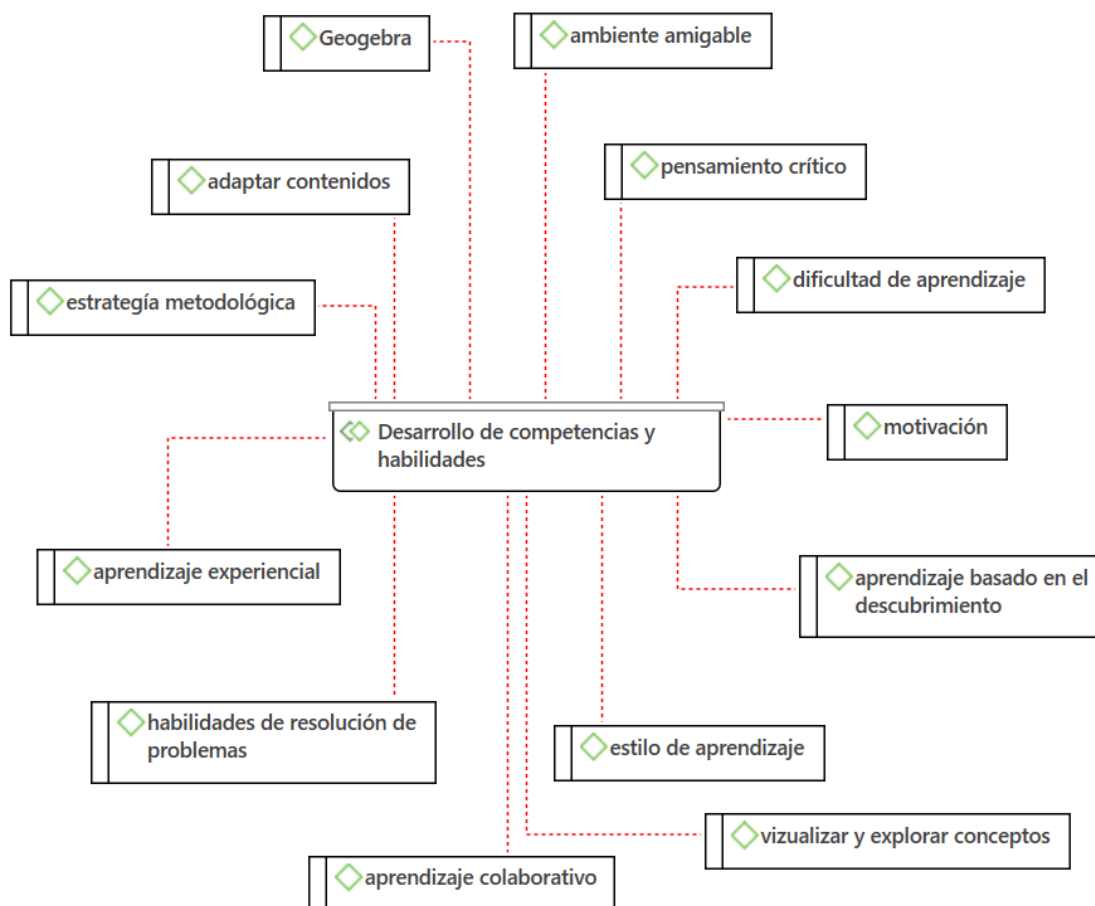 Geogebra
ambiente amigable
adaptar contenidos
pensamiento crítico
estrategía metodológica
dificultad de aprendizaje
Desarrollo de competencias y
habilidades
motivación
aprendizaje experiencial
aprendizaje basado en el
descubrimiento
habilidades de resolución de
problemas
estilo de aprendizaje
vizualizar y explorar conceptos
aprendizaje colaborativo